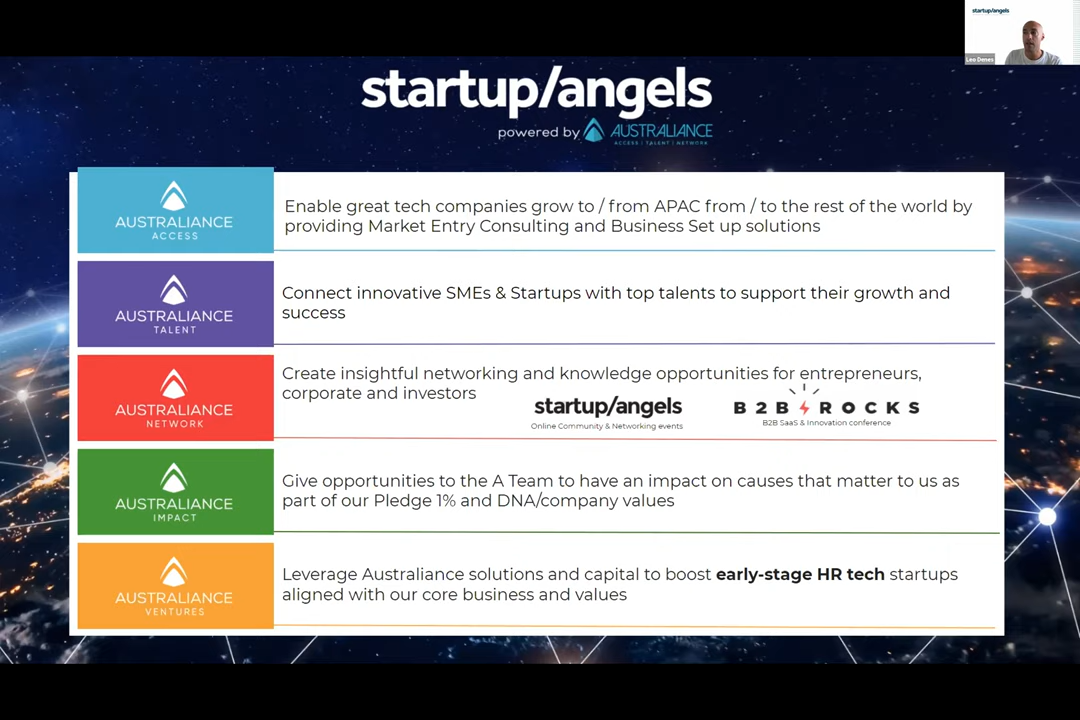 startup/angels
Leo Denes
startup/angels
powered by AUSTRALIANCE
ACCESS | TALENT | NETWORK
AUSTRALIANCE
ACCESS
Enable great tech companies grow to / from APAC from / to the rest of the world by
providing Market Entry Consulting and Business Set up solutions
AUSTRALIANCE
TALENT
Connect innovative SMEs & Startups with top talents to support their growth and
success
AUSTRALIANCE
NETWORK
Create insightful networking and knowledge opportunities for entrepreneurs,
corporate and investors
startup/angels
Online Community & Networking events
B2B ROCKS
B2B SaaS & Innovation conference
AUSTRALIANCE
IMPACT
Give opportunities to the A Team to have an impact on causes that matter to us as
part of our Pledge 1% and DNA/company values
AUSTRALIANCE
VENTURES
Leverage Australiance solutions and capital to boost early-stage HR tech startups
aligned with our core business and values